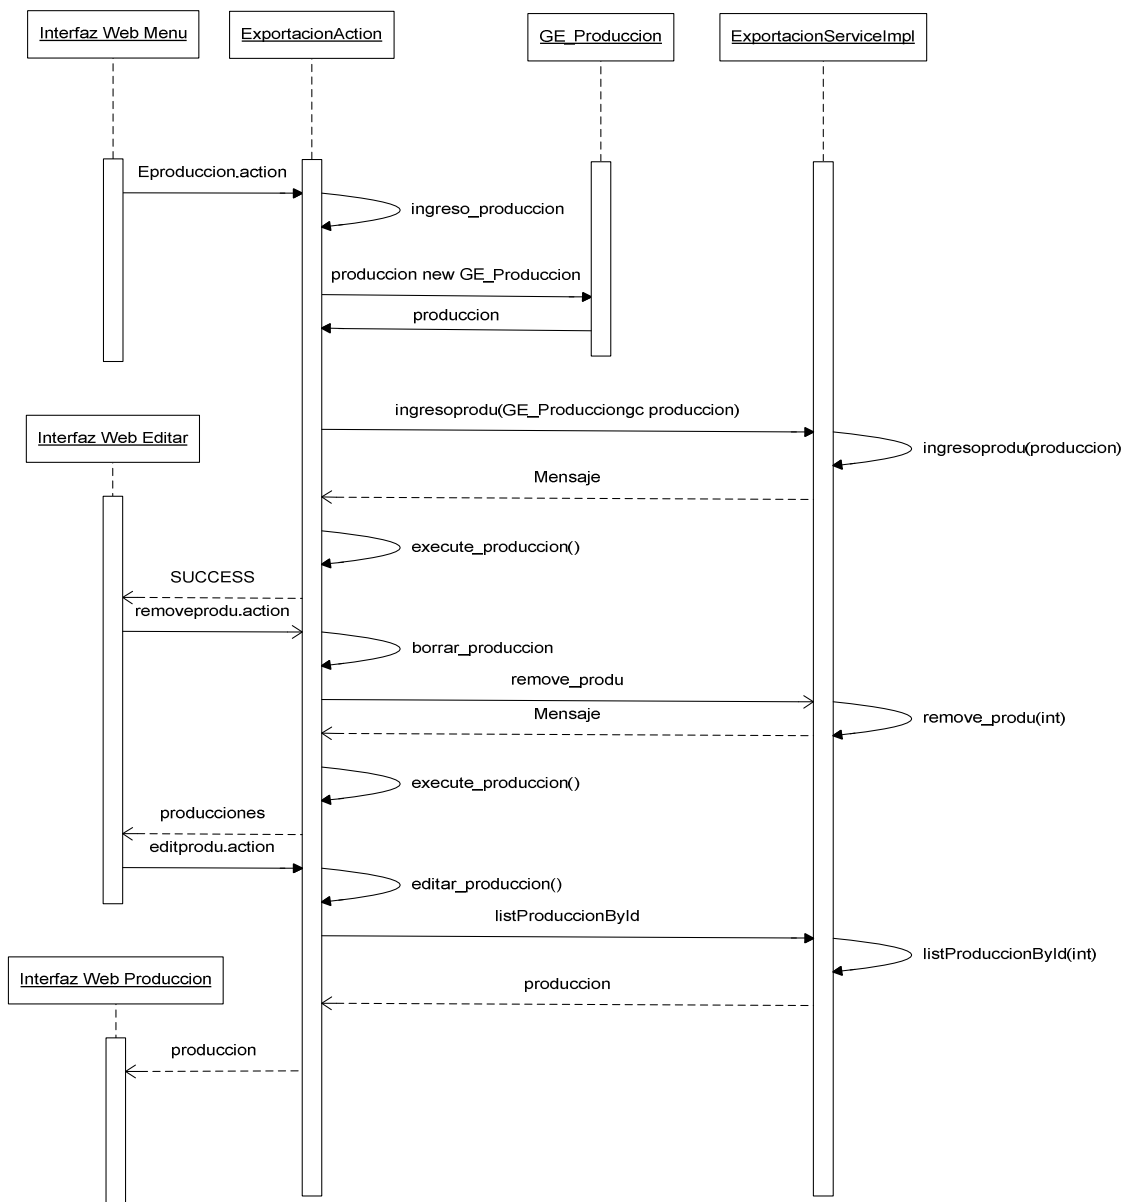 Interfaz Web Menu
ExportacionAction
GE_Produccion
ExportacionServiceImpl
Eproduccion.action
ingreso_produccion
produccion new GE_Produccion
produccion
ingresoprodu(GE_Producciongc produccion)
Interfaz Web Editar
ingresoprodu(produccion)
Mensaje
execute_produccion()
SUCCESS
removeprodu.action
borrar_produccion
remove_produ
Mensaje
remove_produ(int)
execute_produccion()
producciones
editprodu.action
editar_produccion()
listProduccionById
listProduccionById(int)
Interfaz Web Produccion
produccion
produccion